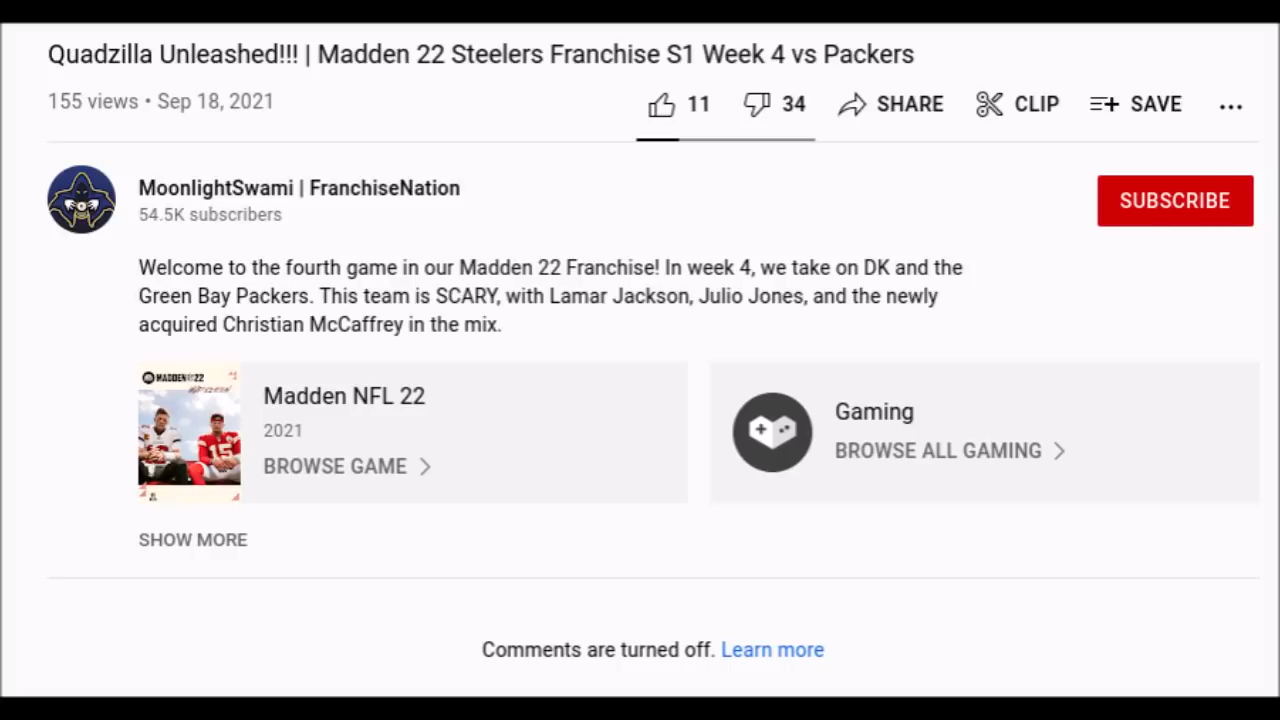 Quadzilla Unleashed!!! | Madden 22 Steelers Franchise S1 Week 4 vs Packers
155 views • Sep 18, 2021
11
34
SHARE
CLIP
SAVE
...
MoonlightSwami | FranchiseNation
54.5K subscribers
SUBSCRIBE
Welcome to the fourth game in our Madden 22 Franchise! In week 4, we take on DK and the
Green Bay Packers. This team is SCARY, with Lamar Jackson, Julio Jones, and the newly
acquired Christian McCaffrey in the mix.
MADDEN 22
15
Madden NFL 22
2021
BROWSE GAME
Gaming
BROWSE ALL GAMING
SHOW MORE
Comments are turned off. Learn more